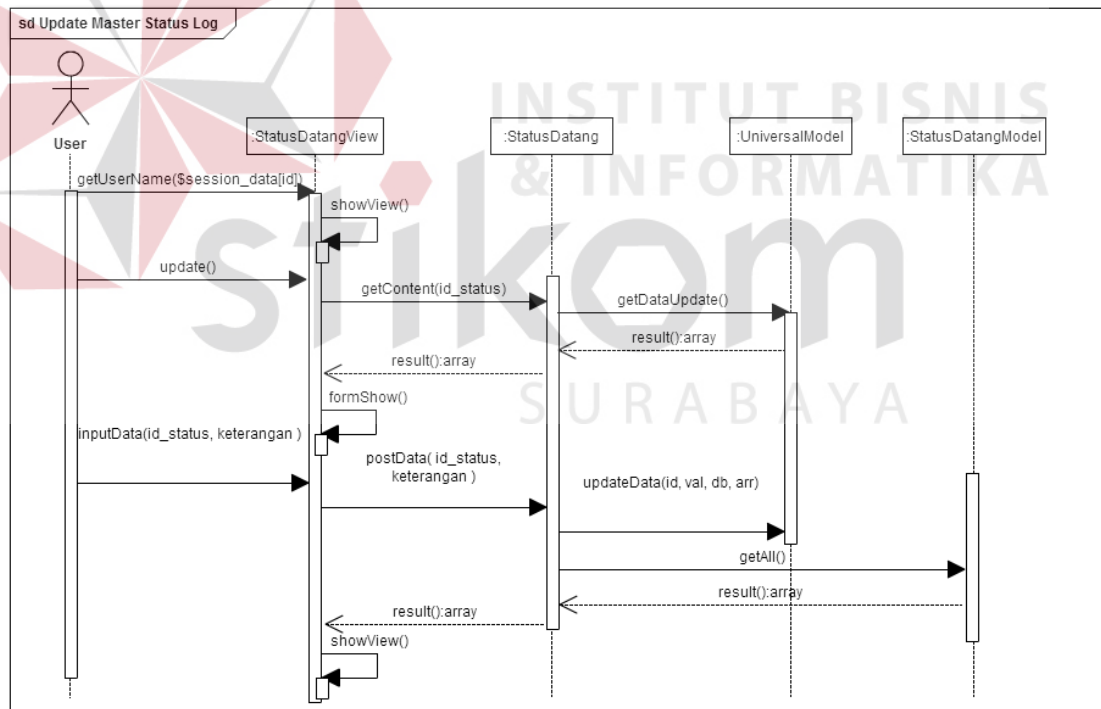 sd Update Master Status Log
INSTITUT BISNIS
& INFORMATIKA
stikom
SURABAYA
User
:StatusDatangView
:StatusDatang
:UniversalModel
:StatusDatangModel
getUserName($session_data[id])
showView()
update()
getContent(id_status)
getDataUpdate()
result():array
result():array
formShow()
inputData(id_status, keterangan )
postData( id_status,
keterangan )
updateData(id, val, db, arr)
getAll()
result():array
result():array
showView()